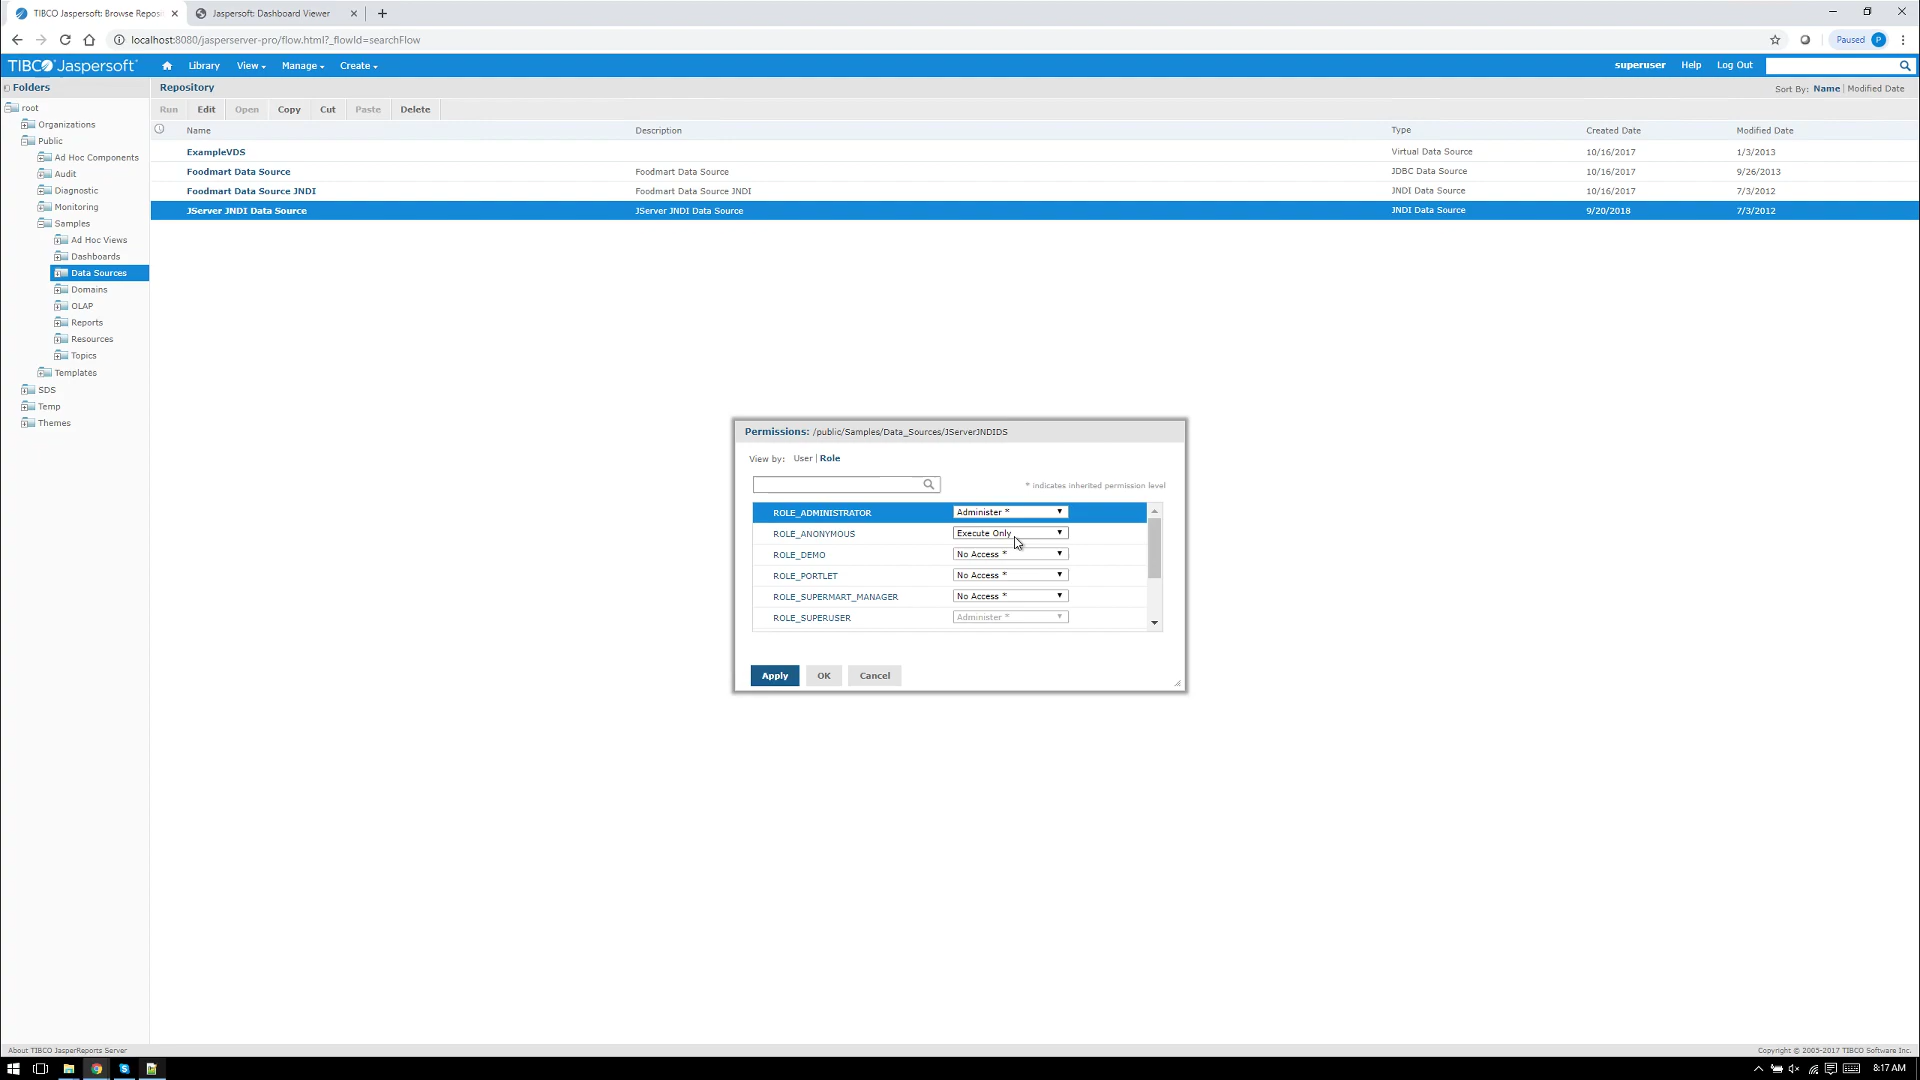 TIBCO Jaspersoft: Browse Reposi
Jaspersoft: Dashboard Viewer
localhost:8080/jasperserver-pro/flow.html?_flowId=searchFlow
Paused P
TIBCO Jaspersoft
Library View Manage Create
superuser Help Log Out
Folders
Repository
Sort By: Name | Modified Date
root
Organizations
Public
Ad Hoc Components
Audit
Diagnostic
Monitoring
Samples
Ad Hoc Views
Dashboards
Data Sources
Domains
OLAP
Reports
Resources
Topics
Templates
SDS
Temp
Themes
Run Edit Open Copy Cut Paste Delete
Name Description Type Created Date Modified Date
ExampleVDS Virtual Data Source 10/16/2017 1/3/2013
Foodmart Data Source Foodmart Data Source JDBC Data Source 10/16/2017 9/26/2013
Foodmart Data Source JNDI Foodmart Data Source JNDI JNDI Data Source 10/16/2017 7/3/2012
JServer JNDI Data Source JServer JNDI Data Source JNDI Data Source 9/20/2018 7/3/2012
Permissions: /public/Samples/Data_Sources/JServerJNDIDS
View by: User | Role
* indicates inherited permission level
ROLE_ADMINISTRATOR Administer *
ROLE_ANONYMOUS Execute Only
ROLE_DEMO No Access *
ROLE_PORTLET No Access *
ROLE_SUPERMART_MANAGER No Access *
ROLE_SUPERUSER Administer *
Apply OK Cancel
About TIBCO JasperReports Server
Copyright © 2005-2017 TIBCO Software Inc.
8:17 AM